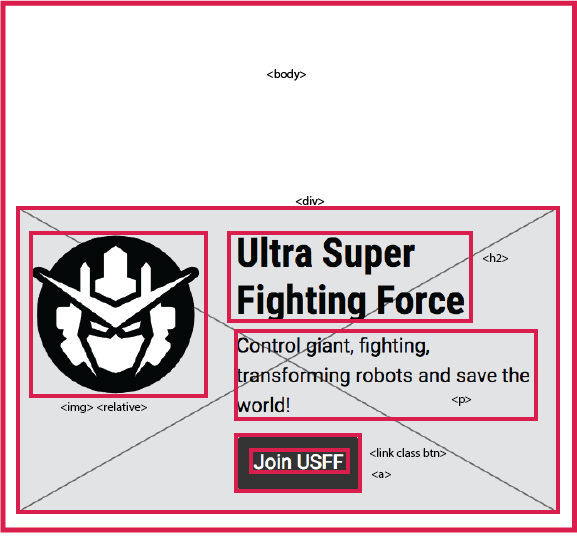 <body>
<div>
Ultra Super
Fighting Force
<h2>
Control giant, fighting,
transforming robots and save the
world!
<p>
<img> <relative>
Join USFF
<link class btn>
<a>